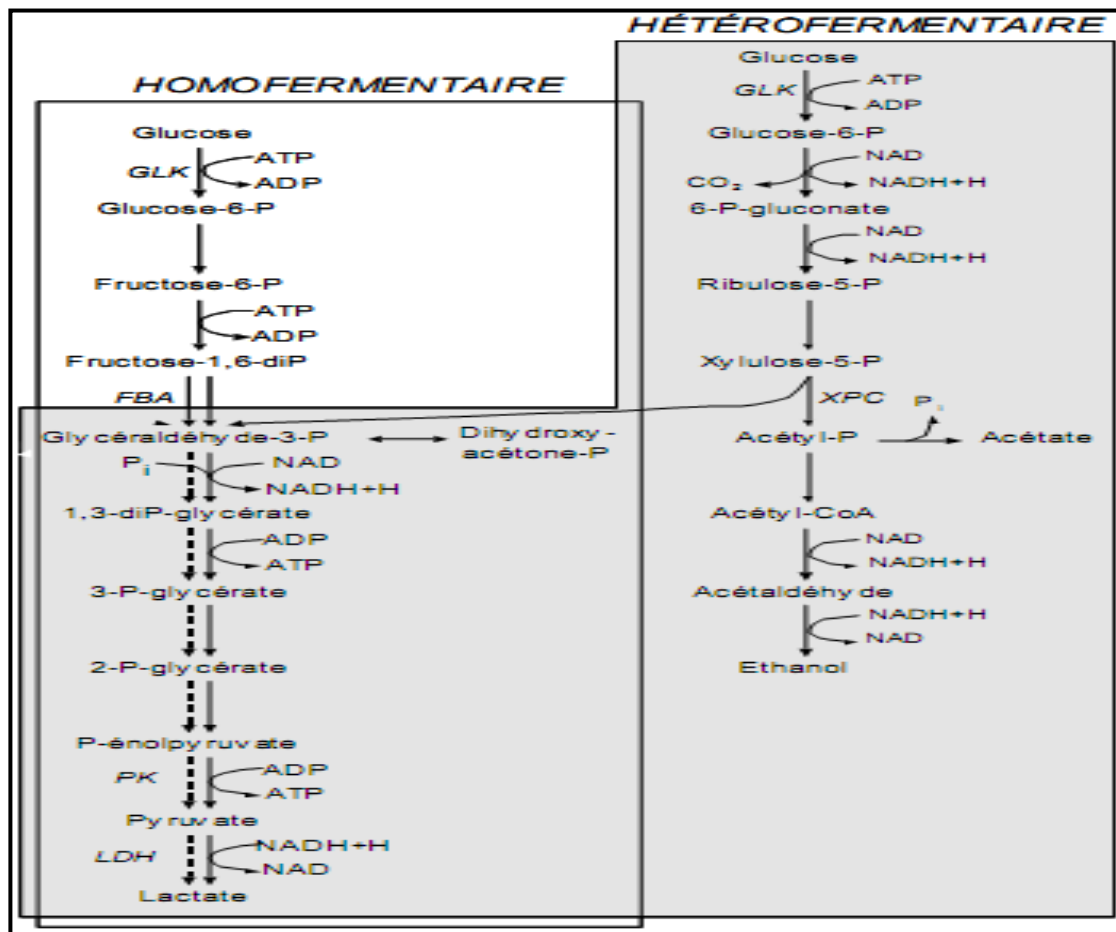 HÉTÉROFERMENTAIRE
HOMOFERMENTAIRE
Glucose
GLK
ATP
ADP
Glucose-6-P
Fructose-6-P
ATP
ADP
Fructose-1,6-diP
FBA
Glycéraldéhyde-3-P
Dihydroxy-
acétone-P
Pi
NAD
NADH+H
1,3-diP-glycérate
ADP
ATP
3-P-glycérate
2-P-glycérate
P-énolpyruvate
PK
ADP
ATP
Pyruvate
LDH
NADH+H
NAD
Lactate
Glucose
GLK
ATP
ADP
Glucose-6-P
NAD
CO2
NADH+H
6-P-gluconate
NAD
NADH+H
Ribulose-5-P
Xylulose-5-P
XPC
Pi
Acétyl-P
Acétate
Acétyl-CoA
NAD
NADH+H
Acétaldéhyde
NADH+H
NAD
Ethanol